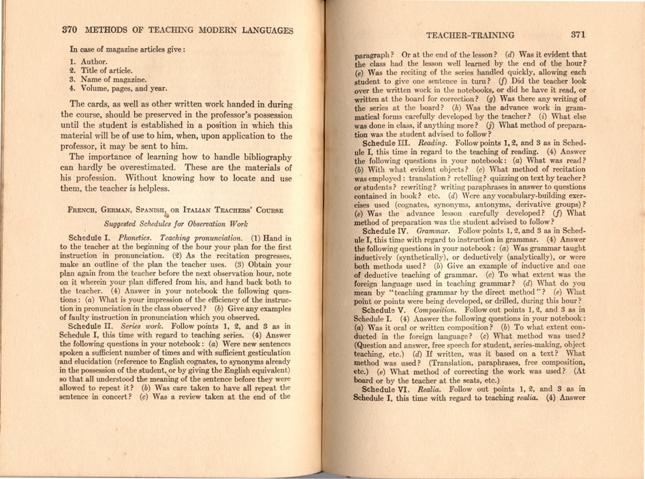 370 METHODS OF TEACHING MODERN LANGUAGES
In case of magazine articles give:
1. Author.
2. Title of article.
3. Name of magazine.
4. Volume, pages, and year.
The cards, as well as other written work handed in during
the course, should be preserved in the professor's possession
until the student is established in a position in which this
material will be of use to him, when, upon application to the
professor, it may be sent to him.
The importance of learning how to handle bibliography
can hardly be overestimated. These are the materials of
his profession. Without knowing how to locate and use
them, the teacher is helpless.
FRENCH, GERMAN, SPANISH, OR ITALIAN TEACHERS' COURSE
Suggested Schedules for Observation Work
Schedule I. Phonetics. Teaching pronunciation. (1) Hand in
to the teacher at the beginning of the hour your plan for the first
instruction in pronunciation. (2) As the recitation progresses,
make an outline of the plan the teacher uses. (3) Obtain your
plan again from the teacher before the next observation hour, note
on it wherein your plan differed from his, and hand back both to
the teacher. (4) Answer in your notebook the following ques-
tions: (a) What is your impression of the efficiency of the instruc-
tion in pronunciation in the class observed? (b) Give any examples
of faulty instruction in pronunciation which you observed.
Schedule II. Series work. Follow points 1, 2, and 3 as in
Schedule I, this time with regard to teaching series. (4) Answer
the following questions in your notebook: (a) Were new sentences
spoken a sufficient number of times and with sufficient gesticulation
and elucidation (reference to English cognates, to synonyms already
in the possession of the student, or by giving the English equivalent)
so that all understood the meaning of the sentence before they were
allowed to repeat it? (b) Was care taken to have all repeat the
sentence in concert? (c) Was a review taken at the end of the
TEACHER-TRAINING 371
paragraph? Or at the end of the lesson? (d) Was it evident that
the class had the lesson well learned by the end of the hour?
(e) Was the reciting of the series handled quickly, allowing each
student to give one sentence in turn? (f) Did the teacher look
over the written work in the notebooks, or did he have it read, or
written at the board for correction? (g) Was there any writing of
the series at the board? (h) Was the advance work in gram-
matical forms carefully developed by the teacher? (i) What else
was done in class, if anything more? (j) What method of prepara-
tion was the student advised to follow?
Schedule III. Reading. Follow points 1, 2, and 3 as in Sched-
ule I, this time in regard to the teaching of reading. (4) Answer
the following questions in your notebook: (a) What was read?
(b) With what evident objects? (c) What method of recitation
was employed: translation? retelling? quizzing on text by teacher?
or students? rewriting? writing paraphrases in answer to questions
contained in book? etc. (d) Were any vocabulary-building exer-
cises used (cognates, synonyms, antonyms, derivative groups)?
(e) Was the advance lesson carefully developed? (f) What
method of preparation was the student advised to follow?
Schedule IV. Grammar. Follow points 1, 2, and 3 as in Sched-
ule I, this time with regard to instruction in grammar. (4) Answer
the following questions in your notebook: (a) Was grammar taught
inductively (synthetically), or deductively (analytically), or were
both methods used? (b) Give an example of inductive and one
of deductive teaching of grammar. (c) To what extent was the
foreign language used in teaching grammar? (d) What do you
mean by "teaching grammar by the direct method"? (e) What
point or points were being developed, or drilled, during this hour?
Schedule V. Composition. Follow out points 1, 2, and 3 as in
Schedule I. (4) Answer the following questions in your notebook:
(a) Was it oral or written composition? (b) To what extent con-
ducted in the foreign language? (c) What method was used?
(Question and answer, free speech for student, series-making, object
teaching, etc.) (d) If written, was it based on a text? What
method was used? (Translation, paraphrases, free composition,
etc.) (e) What method of correcting the work was used? (At
board or by the teacher at the seats, etc.)
Schedule VI. Realia. Follow out points 1, 2, and 3 as in
Schedule I, this time with regard to teaching realia. (4) Answer